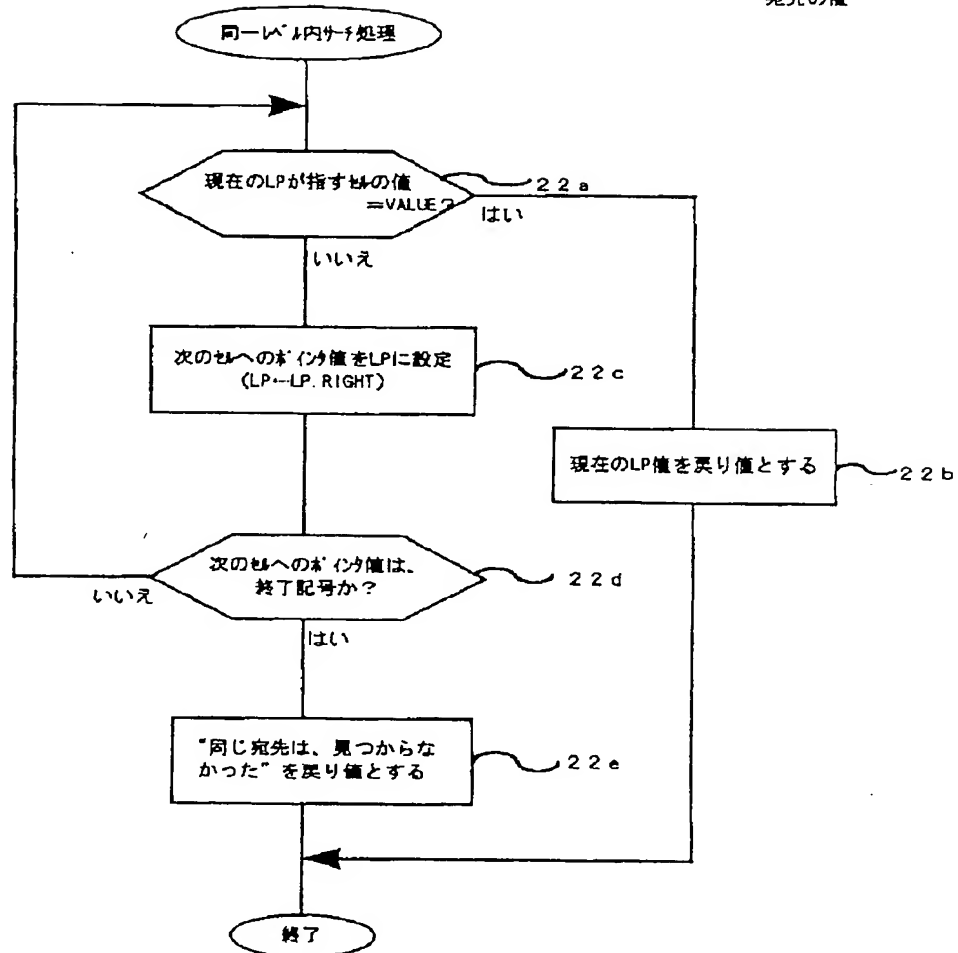 宛先の値
同一レベル内サーチ処理
現在のLPが指すセルの値
=VALUE?
22a
はい
いいえ
次のセルへのポインタ値をLPに設定
(LP←LP.RIGHT)
22c
現在のLP値を戻り値とする
22b
次のセルへのポインタ値は、
終了記号か?
22d
いいえ
はい
"同じ宛先は、見つからな
かった"を戻り値とする
22e
終了